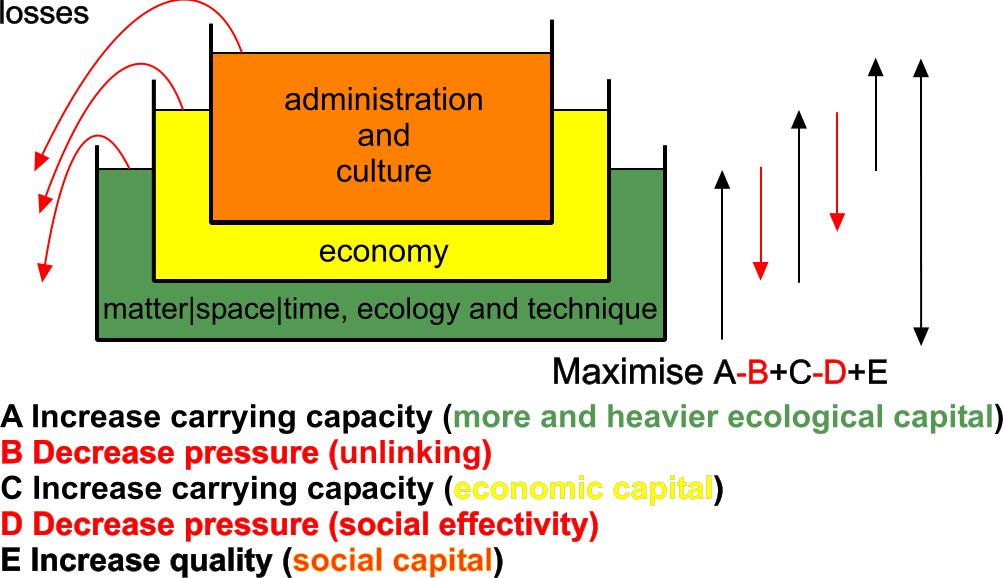 losses
administration
and
culture
economy
matter|space|time, ecology and technique
Maximise A-B+C-D+E
A Increase carrying capacity (more and heavier ecological capital)
B Decrease pressure (unlinking)
C Increase carrying capacity (economic capital)
D Decrease pressure (social effectivity)
E Increase quality (social capital)